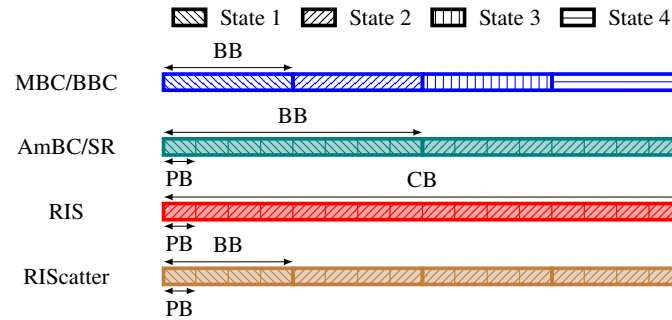 State 1 State 2 State 3 State 4
BB
MBC/BBC
BB
AmBC/SR
PB
CB
RIS
PB
BB
RIScatter
PB